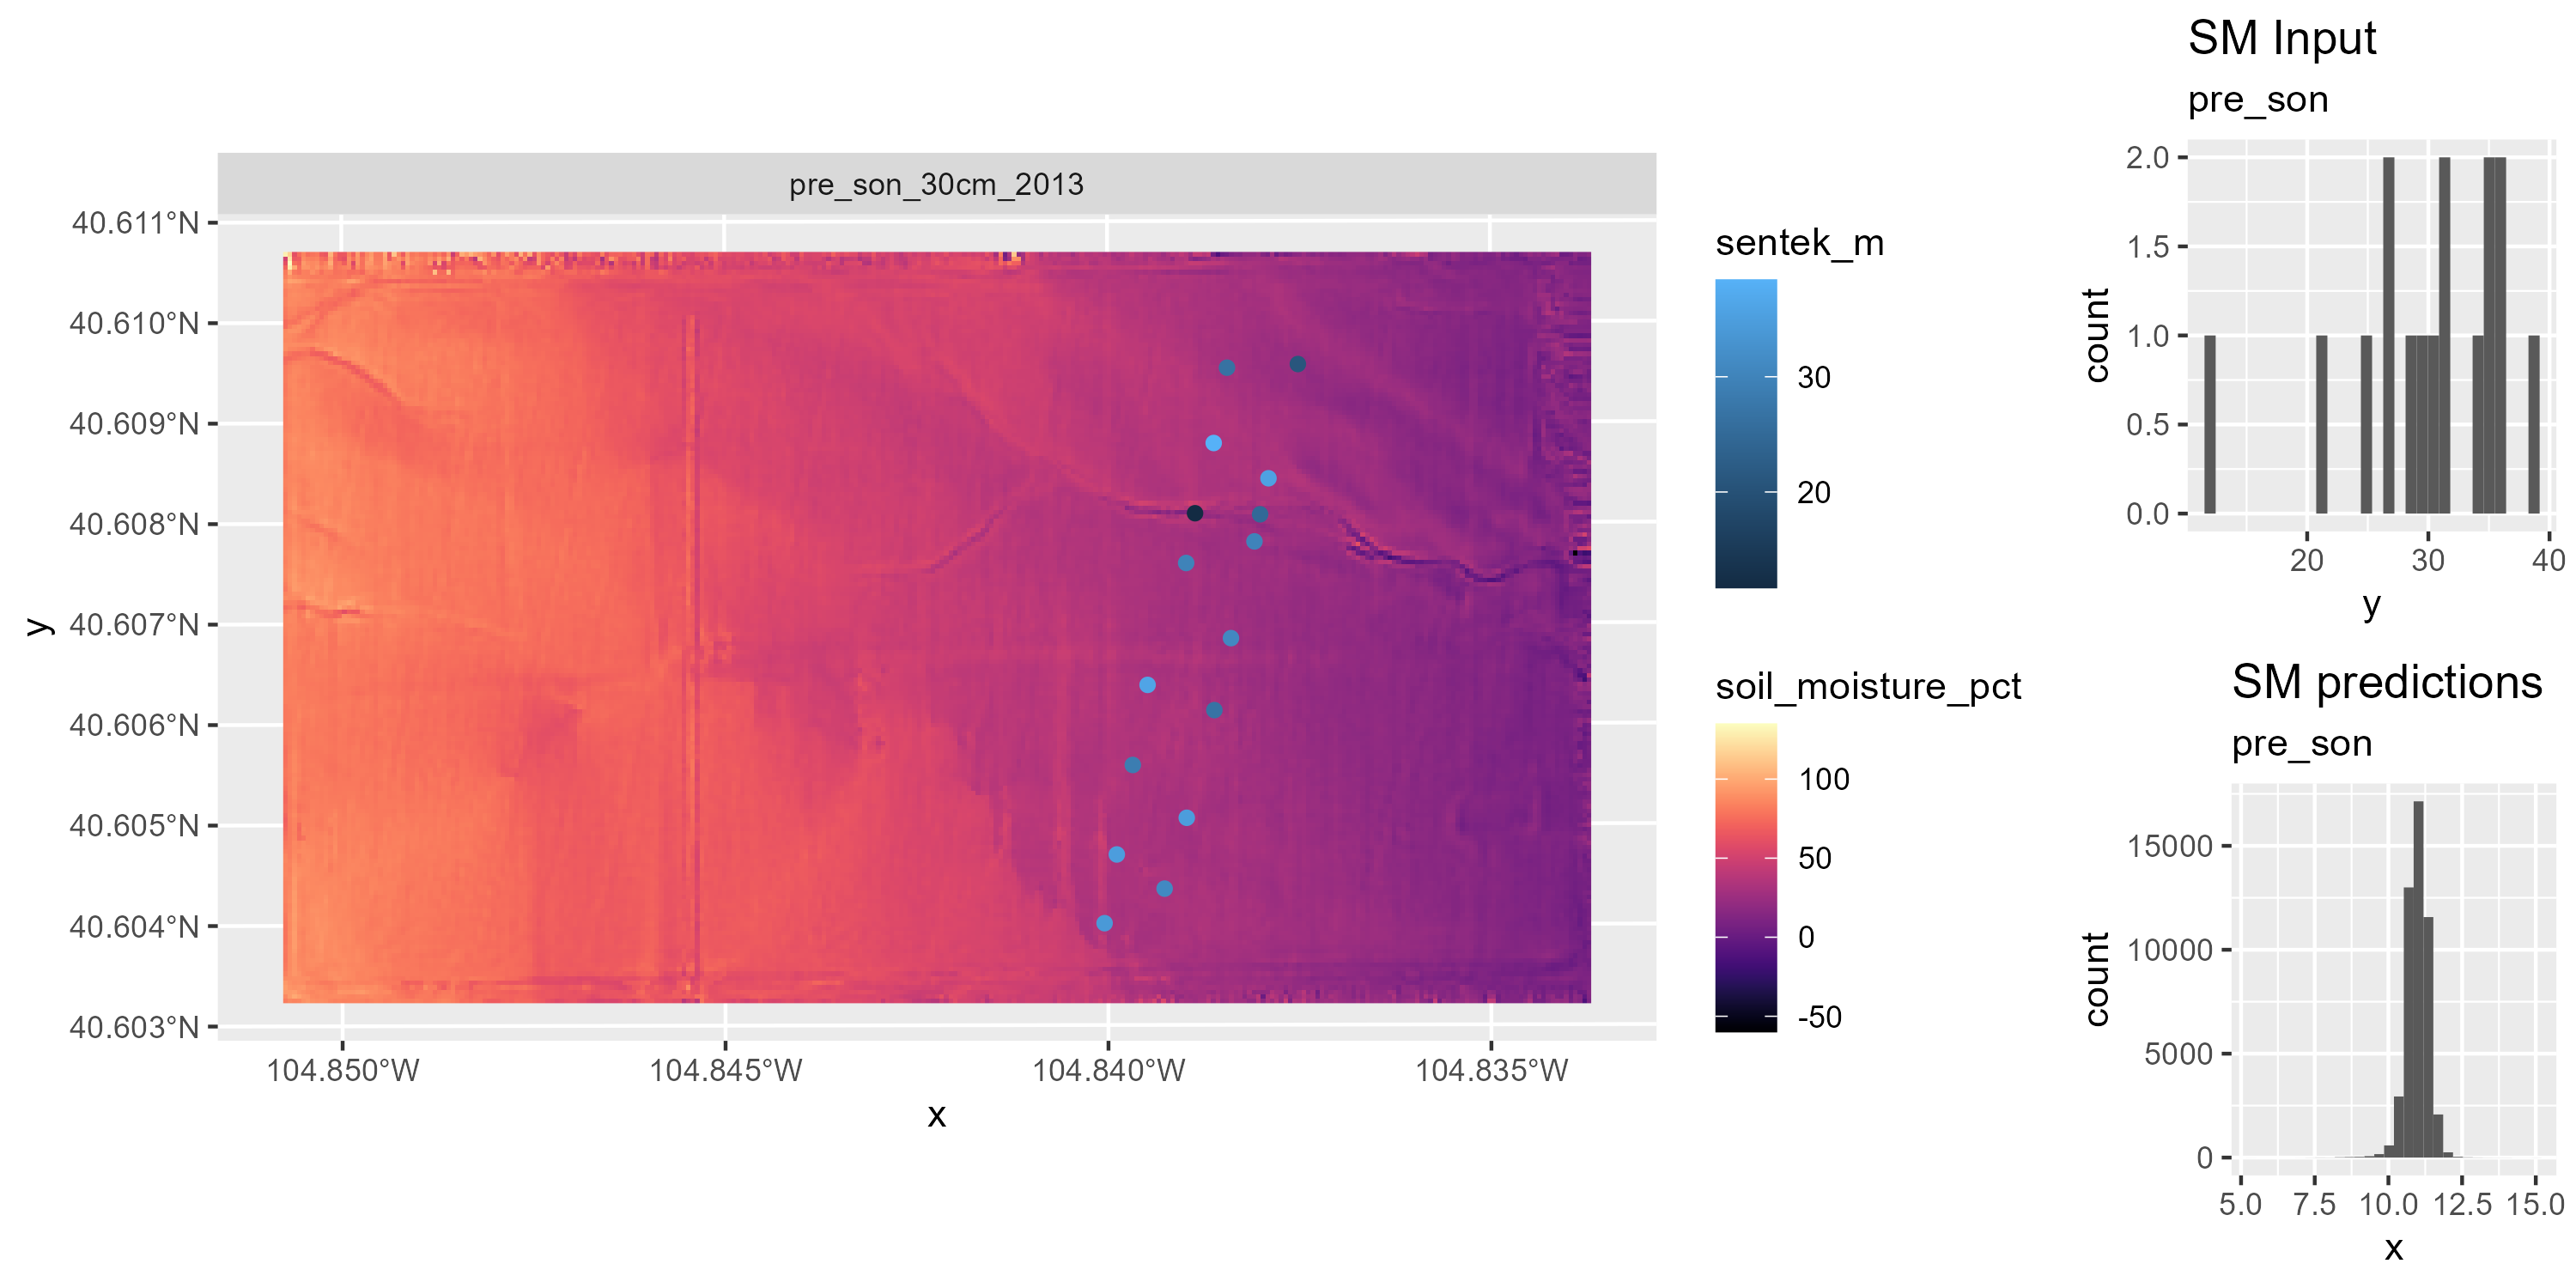 pre_son_30cm_2013
40.611°N
40.610°N
40.609°N
40.608°N
40.607°N
40.606°N
40.605°N
40.604°N
40.603°N
y
104.850°W 104.845°W 104.840°W 104.835°W
x
sentek_m
30
20
soil_moisture_pct
100
50
0
-50
SM Input
pre_son
2.0
1.5
1.0
0.5
0.0
count
20 30 40
y
SM predictions
pre_son
15000
10000
5000
0
count
5.0 7.5 10.0 12.5 15.0
x